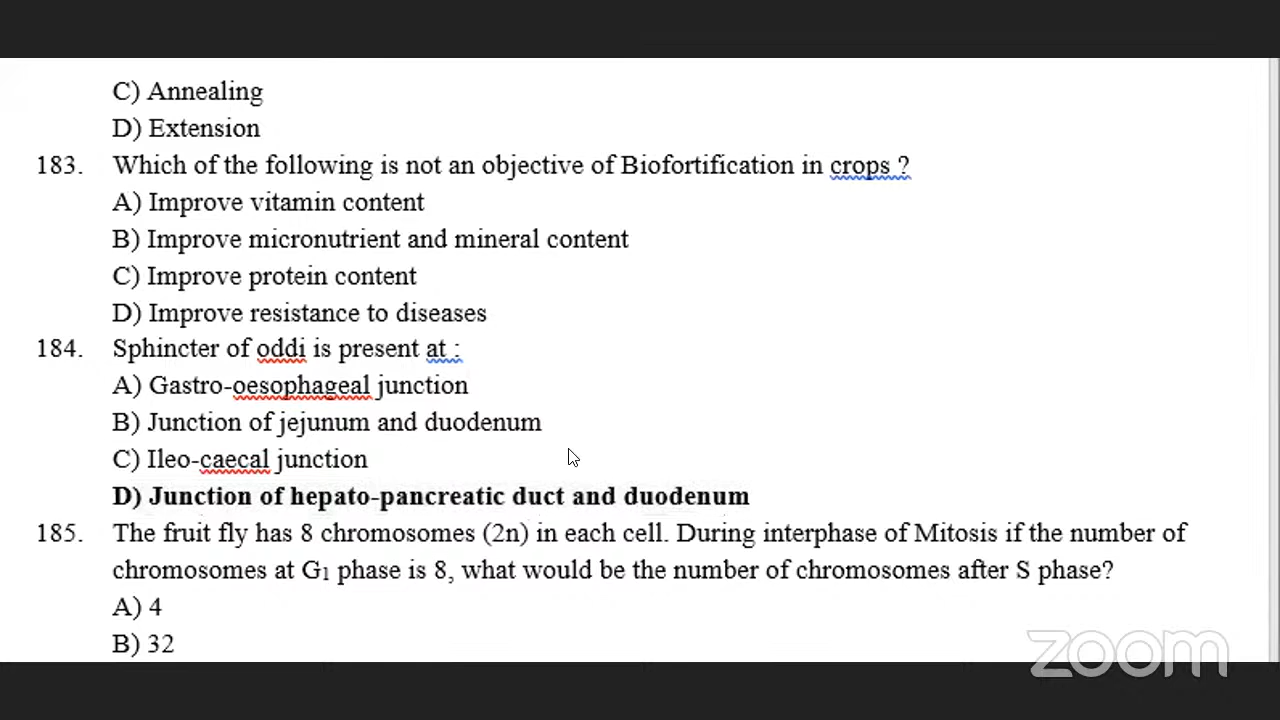 C) Annealing
D) Extension
183. Which of the following is not an objective of Biofortification in crops ?
A) Improve vitamin content
B) Improve micronutrient and mineral content
C) Improve protein content
D) Improve resistance to diseases
184. Sphincter of oddi is present at :
A) Gastro-oesophageal junction
B) Junction of jejunum and duodenum
C) Ileo-caecal junction
D) Junction of hepato-pancreatic duct and duodenum
185. The fruit fly has 8 chromosomes (2n) in each cell. During interphase of Mitosis if the number of
chromosomes at G₁ phase is 8, what would be the number of chromosomes after S phase?
A) 4
B) 32
zoom